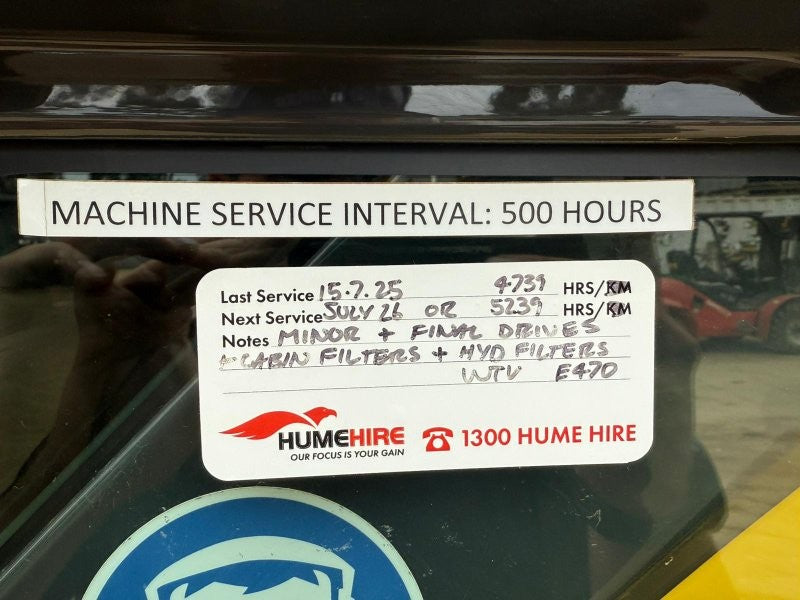 MACHINE SERVICE INTERVAL: 500 HOURS
Last Service 15.7.25 4739 HRS/KM
Next Service JULY 26 OR 5239 HRS/KM
Notes MINOR + FINAL DRIVES
+ CABIN FILTERS + HYD FILTERS
WTV E470
HUMEHIRE
OUR FOCUS IS YOUR GAIN
1300 HUME HIRE